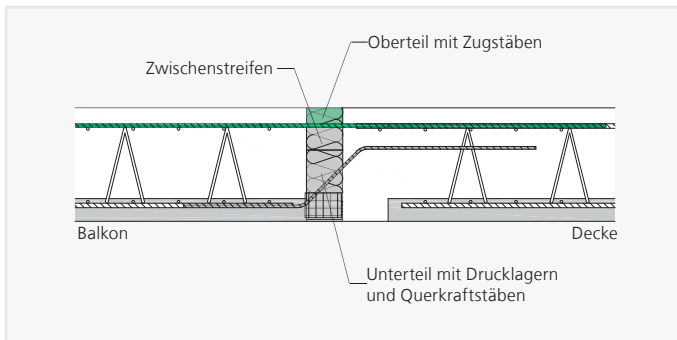 Oberteil mit Zugstäben
Zwischenstreifen
Balkon
Decke
Unterteil mit Drucklagern
und Querkraftstäben